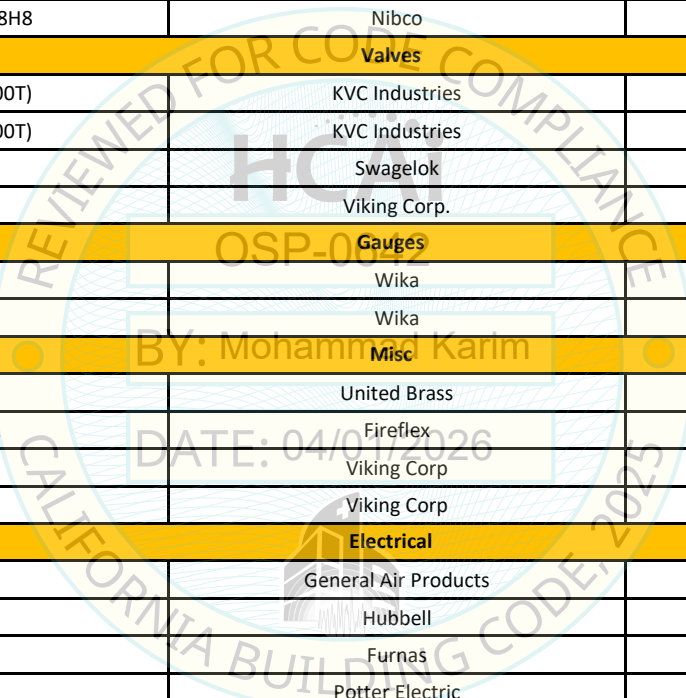 8H8 Nibco
Valves
00T) KVC Industries
00T) KVC Industries
Swagelok
Viking Corp.
Gauges
Wika
Wika
Misc
United Brass
Fireflex
Viking Corp
Viking Corp
Electrical
General Air Products
Hubbell
Furnas
Potter Electric
REVIEWED FOR CODE COMPLIANCE
HCAi
OSP-0642
BY: Mohammad Karim
DATE: 04/01/2026
CALIFORNIA BUILDING CODE, 2025